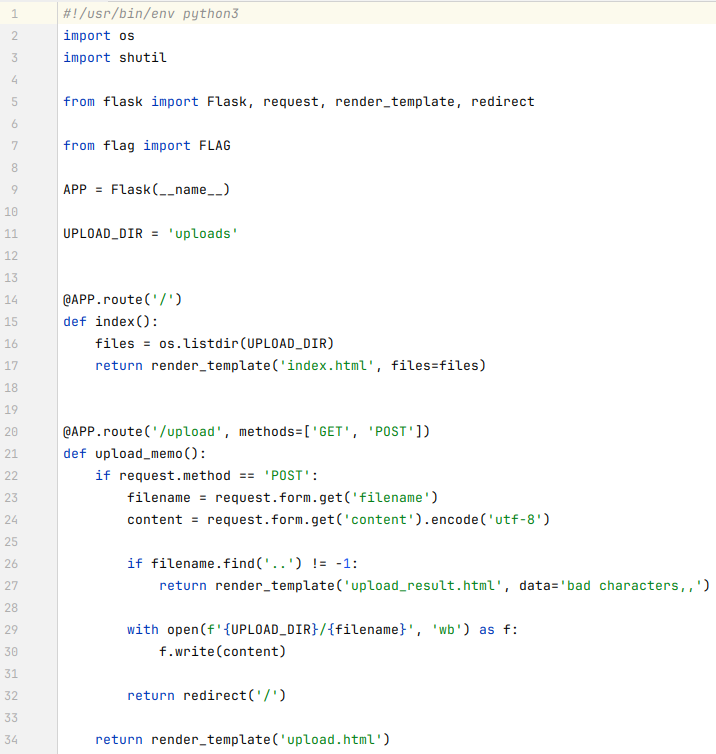 1 #!/usr/bin/env python3
2 import os
3 import shutil
4
5 from flask import Flask, request, render_template, redirect
6
7 from flag import FLAG
8
9 APP = Flask(__name__)
10
11 UPLOAD_DIR = 'uploads'
12
13
14 @APP.route('/')
15 def index():
16     files = os.listdir(UPLOAD_DIR)
17     return render_template('index.html', files=files)
18
19
20 @APP.route('/upload', methods=['GET', 'POST'])
21 def upload_memo():
22     if request.method == 'POST':
23         filename = request.form.get('filename')
24         content = request.form.get('content').encode('utf-8')
25
26         if filename.find('..') != -1:
27             return render_template('upload_result.html', data='bad characters,,')
28
29         with open(f'{UPLOAD_DIR}/{filename}', 'wb') as f:
30             f.write(content)
31
32         return redirect('/')
33
34     return render_template('upload.html')